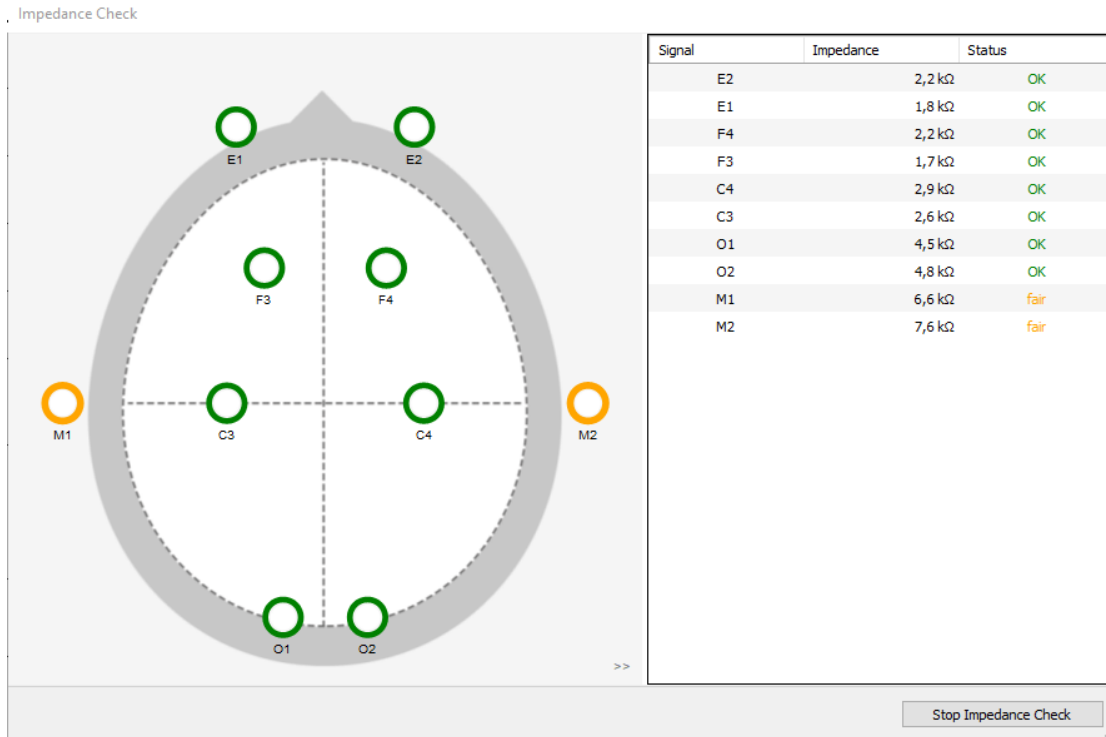 Impedance Check
Signal Impedance Status
E2 2,2 kΩ OK
E1 1,8 kΩ OK
F4 2,2 kΩ OK
F3 1,7 kΩ OK
C4 2,9 kΩ OK
C3 2,6 kΩ OK
O1 4,5 kΩ OK
O2 4,8 kΩ OK
M1 6,6 kΩ fair
M2 7,6 kΩ fair
E1 E2
F3 F4
M1 C3 C4 M2
O1 O2
>>
Stop Impedance Check